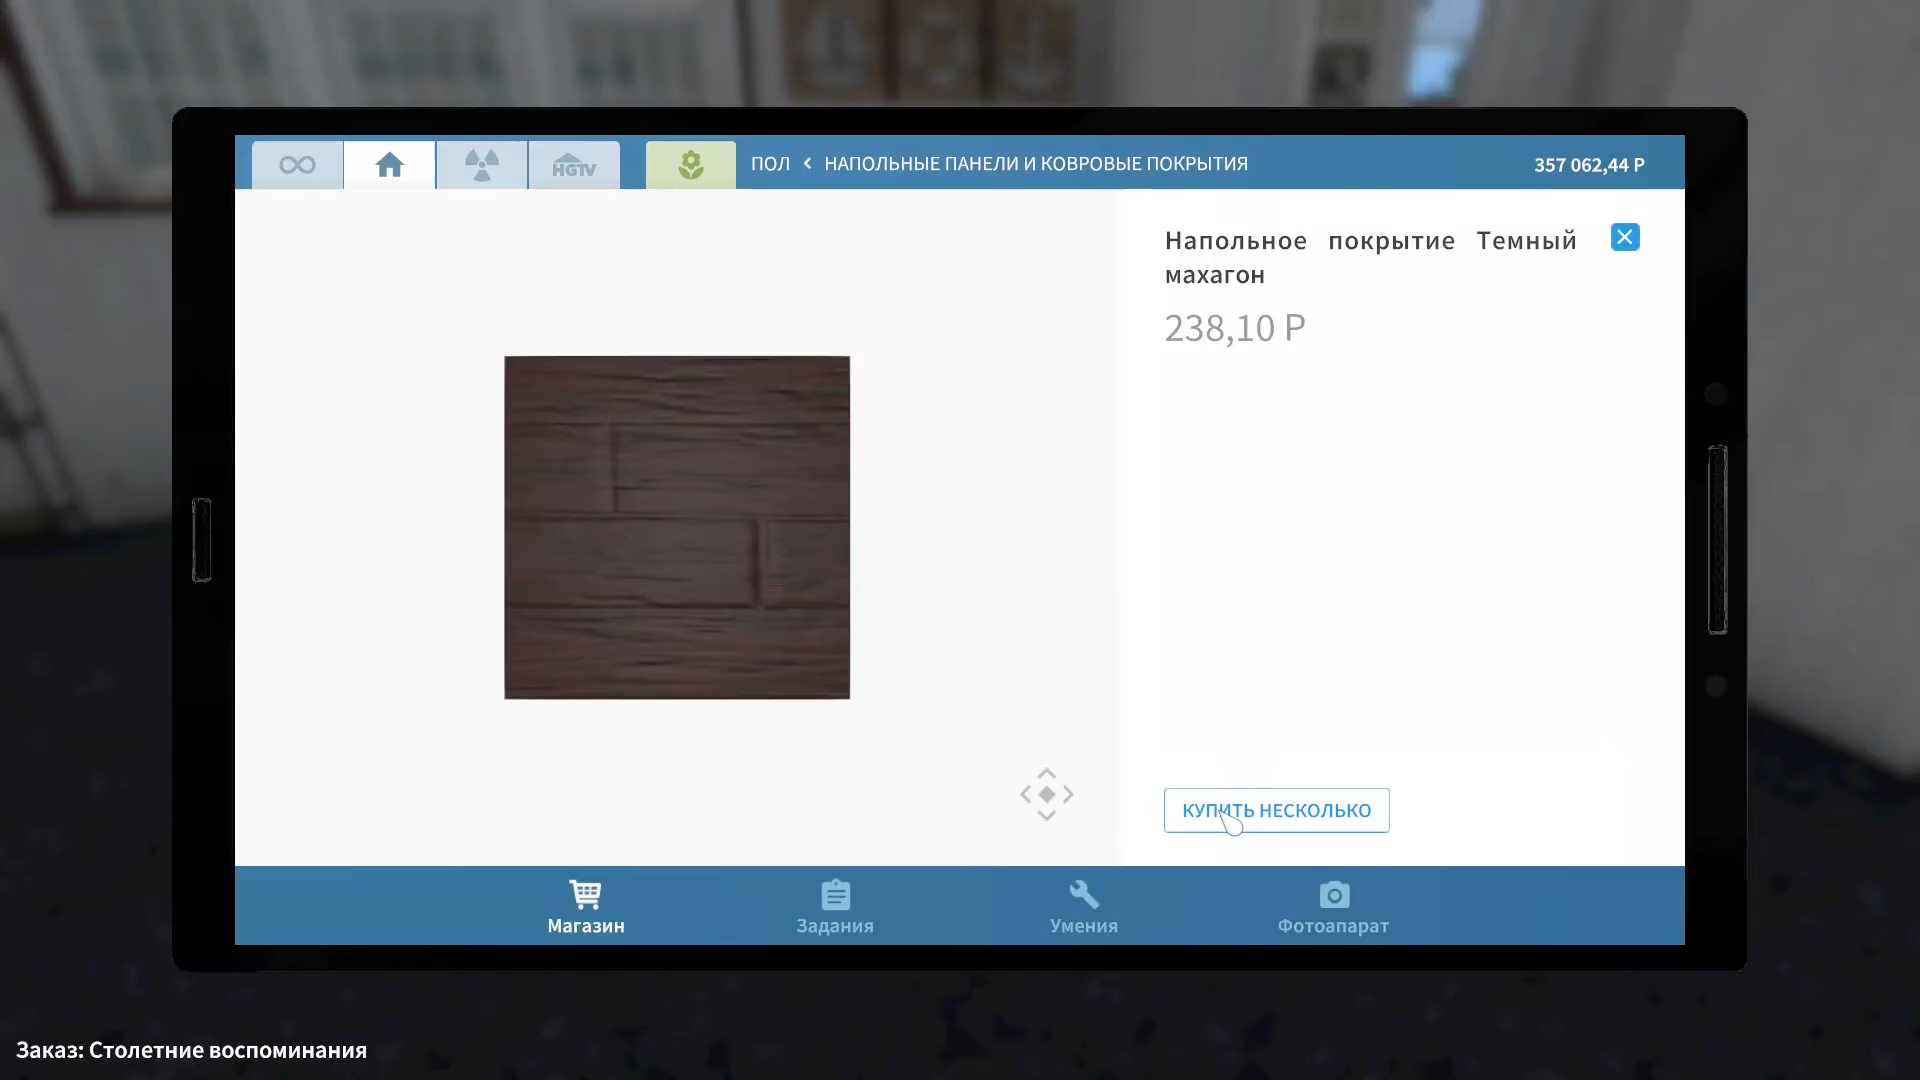 HGTV
ПОЛ < НАПОЛЬНЫЕ ПАНЕЛИ И КОВРОВЫЕ ПОКРЫТИЯ
357 062,44 Р
Напольное покрытие Темный
махагон
238,10 Р
КУПИТЬ НЕСКОЛЬКО
Магазин
Задания
Умения
Фотоапарат
Заказ: Столетние воспоминания